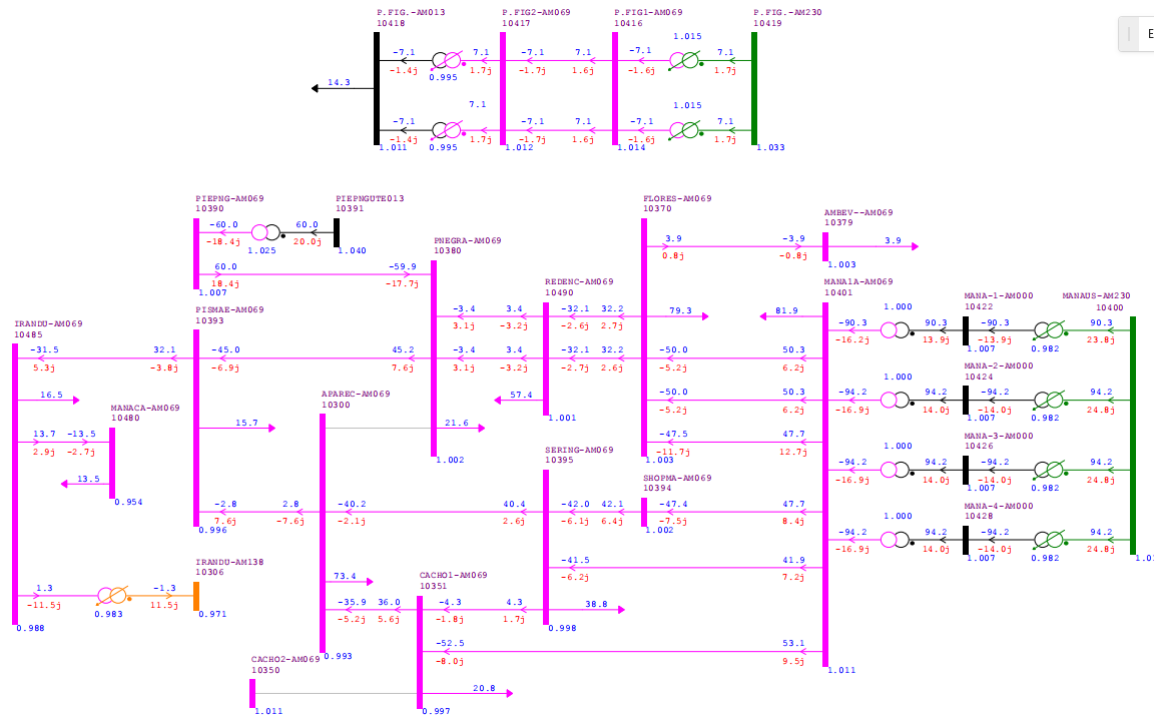 P.FIG.-AM013 P.FIG2-AM069 P.FIG1-AM069 P.FIG.-AM230
10418 10417 10416 10419
E
1.015
-7.1 7.1 -7.1 7.1 -7.1 7.1
-1.4j 1.7j -1.7j 1.6j -1.6j 1.7j
0.995
14.3
7.1 1.015
-7.1 -7.1 7.1 -7.1 7.1
-1.4j 1.7j -1.7j 1.6j -1.6j 1.7j
1.011 0.995 1.012 1.014 1.033
PIEPNG-AM069 PIEPNGUTE013 FLORES-AM069
10390 10391 10370
AMBEV--AM069
10379
-60.0 60.0
-18.4j 20.0j
1.025 1.040
PNEGRA-AM069
10380
3.9 -3.9 3.9
0.8j -0.8j
1.003
60.0 -59.9
18.4j -17.7j
1.007
REDENC-AM069 MANA1A-AM069
10490 10401
MANA-1-AM000 MANAUS-AM230
10422 10400
PISMAE-AM069
10393
IRANDU-AM069
10485
-3.4 3.4 -32.1 32.2 79.3 81.9
3.1j -3.2j -2.6j 2.7j
1.000
-90.3 90.3 -90.3 90.3
-16.2j 13.9j -13.9j 23.8j
1.007 0.982
-31.5 32.1 -45.0 45.2 -3.4 3.4 -32.1 32.2 -50.0 50.3
5.3j -3.8j -6.9j 7.6j 3.1j -3.2j -2.7j 2.6j -5.2j 6.2j
MANA-2-AM000
10424
1.000
16.5
APAREC-AM069
10300
57.4
-50.0 50.3
-5.2j 6.2j
-94.2 94.2 -94.2 94.2
-16.9j 14.0j -14.0j 24.8j
1.007 0.982
MANACA-AM069
10480
1.001
15.7 21.6
13.7 -13.5
2.9j -2.7j
-47.5 47.7
-11.7j 12.7j
MANA-3-AM000
10426
1.000
1.002 1.003
SERING-AM069
10395
13.5
0.954
-94.2 94.2 -94.2 94.2
-16.9j 14.0j -14.0j 24.8j
1.007 0.982
SHOPMA-AM069
10394
-2.8 2.8 -40.2 40.4 -42.0 42.1 -47.4 47.7
7.6j -7.6j -2.1j 2.6j -6.1j 6.4j -7.5j 8.4j
0.996 1.002
MANA-4-AM000
10428
1.000
-94.2 94.2 -94.2 94.2
-16.9j 14.0j -14.0j 24.8j
1.007 0.982
IRANDU-AM138
10306
-41.5 41.9
-6.2j 7.2j
73.4
CACHO1-AM069
10351
1.3 -1.3
-11.5j 11.5j
0.983 0.971
0.988
-35.9 36.0 -4.3 4.3 38.8
-5.2j 5.6j -1.8j 1.7j
0.998
0.993
-52.5 53.1
-8.0j 9.5j
1.011
CACHO2-AM069
10350
20.8
1.011 0.997